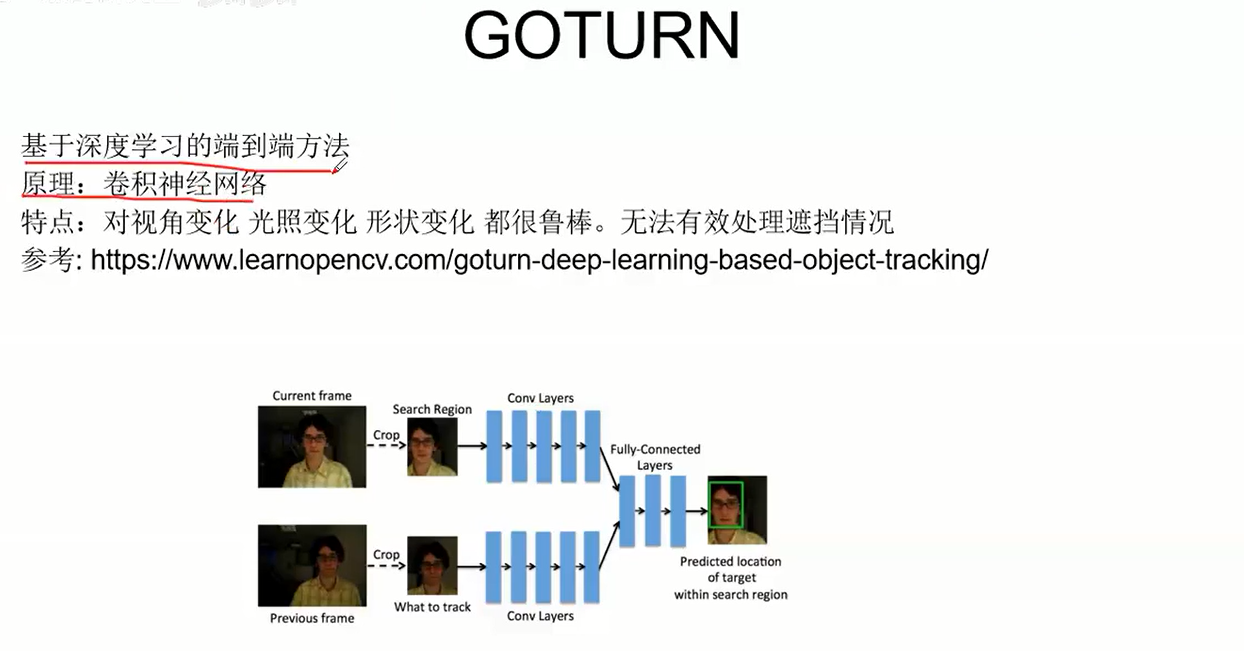 GOTURN
基于深度学习的端到端方法
原理：卷积神经网络
特点：对视角变化 光照变化 形状变化 都很鲁棒。无法有效处理遮挡情况
参考: https://www.learnopencv.com/goturn-deep-learning-based-object-tracking/
Current frame
Crop
Search Region
Conv Layers
Fully-Connected
Layers
Previous frame
Crop
What to track
Conv Layers
Predicted location
of target
within search region